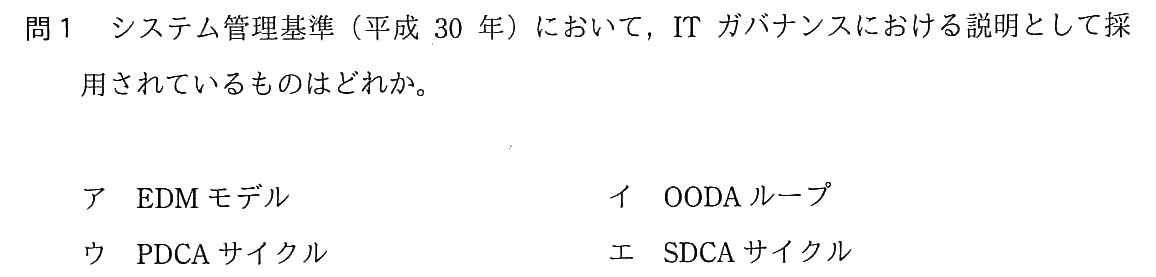 問1 システム管理基準（平成 30 年）において，IT ガバナンスにおける説明として採
用されているものはどれか。
ア EDM モデル イ OODA ループ
ウ PDCA サイクル エ SDCA サイクル